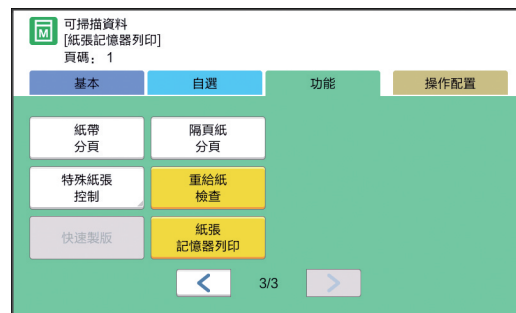 M
可掃描資料
[紙張記憶器列印]
頁碼：1
基本
自選
功能
操作配置
紙帶
分頁
隔頁紙
分頁
特殊紙張
控制
重給紙
檢查
快速製版
紙張
記憶器列印
3/3